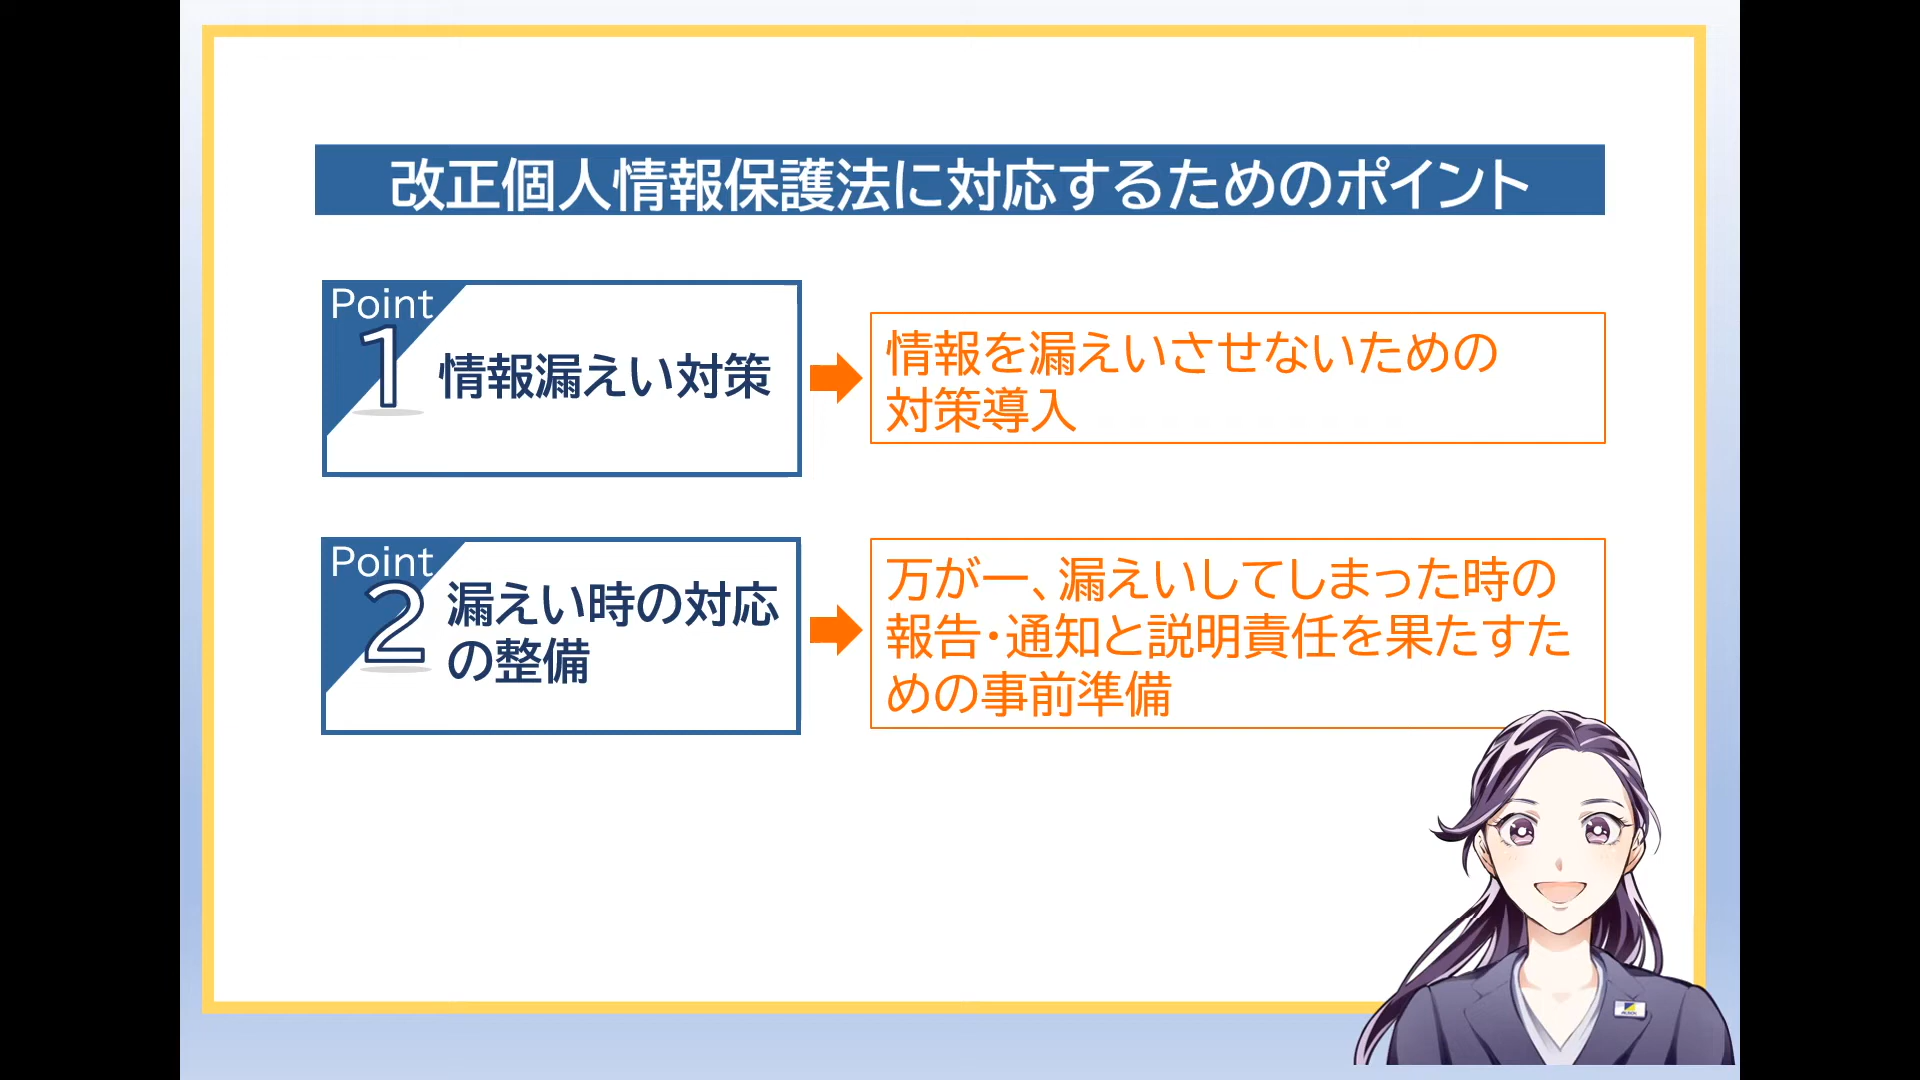 改正個人情報保護法に対応するためのポイント
Point
1
情報漏えい対策
情報を漏えいさせないための
対策導入
Point
2
漏えい時の対応
の整備
万が一、漏えいしてしまった時の
報告・通知と説明責任を果たすた
めの事前準備